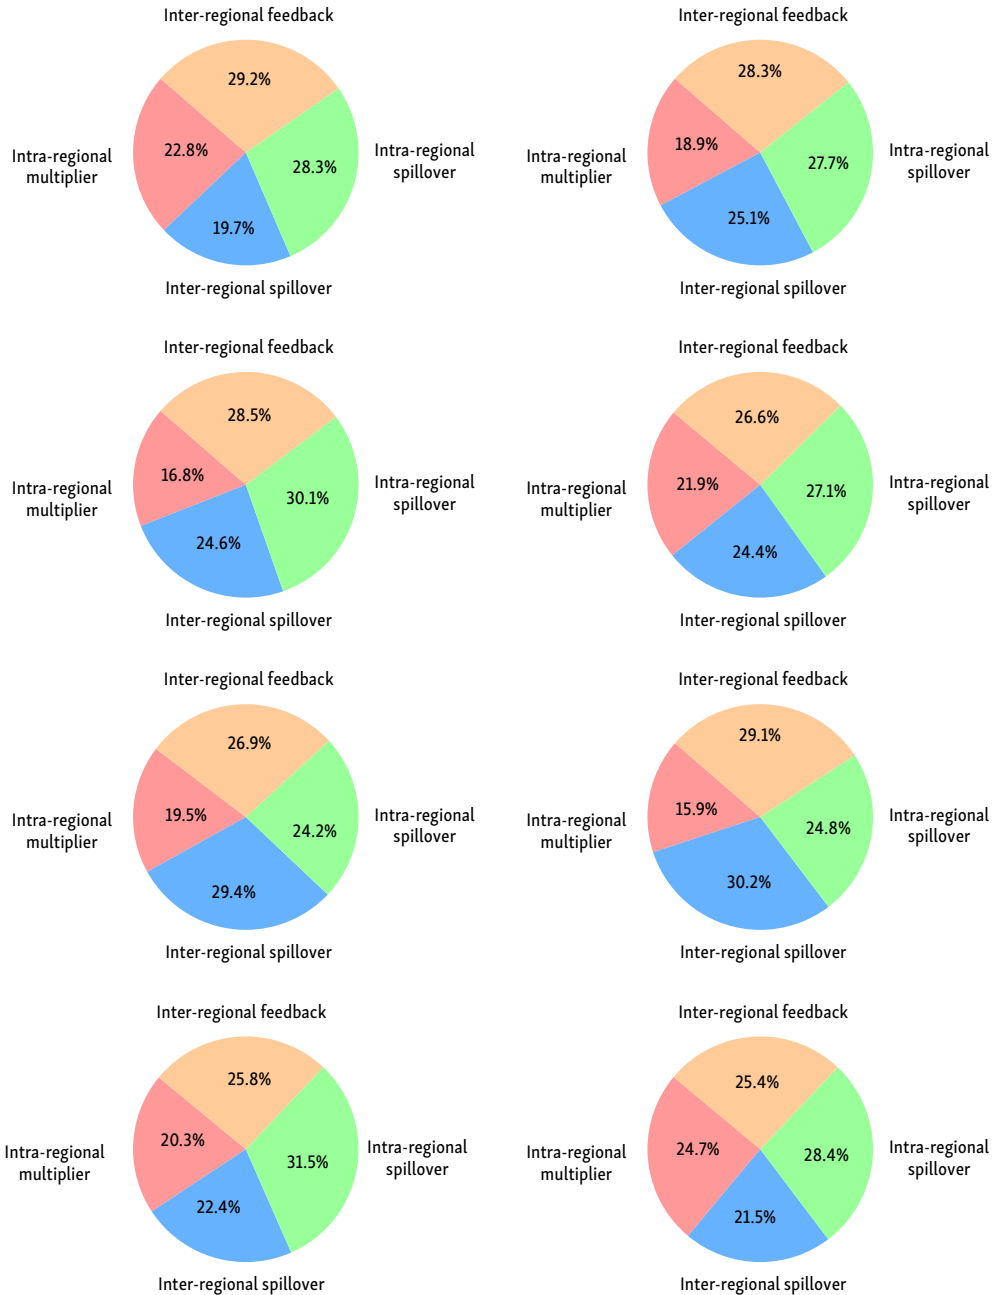 Inter-regional feedback
29.2%
22.8%
28.3%
19.7%
Intra-regional
multiplier
Intra-regional
spillover
Inter-regional spillover
Inter-regional feedback
28.3%
18.9%
27.7%
25.1%
Intra-regional
multiplier
Intra-regional
spillover
Inter-regional spillover
Inter-regional feedback
28.5%
16.8%
30.1%
24.6%
Intra-regional
multiplier
Intra-regional
spillover
Inter-regional spillover
Inter-regional feedback
26.6%
21.9%
27.1%
24.4%
Intra-regional
multiplier
Intra-regional
spillover
Inter-regional spillover
Inter-regional feedback
26.9%
19.5%
24.2%
29.4%
Intra-regional
multiplier
Intra-regional
spillover
Inter-regional spillover
Inter-regional feedback
29.1%
15.9%
24.8%
30.2%
Intra-regional
multiplier
Intra-regional
spillover
Inter-regional spillover
Inter-regional feedback
25.8%
20.3%
31.5%
22.4%
Intra-regional
multiplier
Intra-regional
spillover
Inter-regional spillover
Inter-regional feedback
25.4%
24.7%
28.4%
21.5%
Intra-regional
multiplier
Intra-regional
spillover
Inter-regional spillover